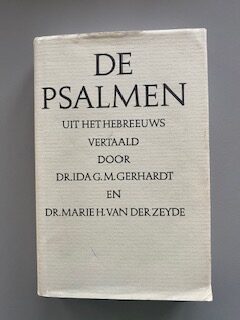 DE
PSALMEN
UIT HET HEBREEUWS
VERTAALD
DOOR
DR. IDA G. M. GERHARDT
EN
DR. MARIE H. VAN DER ZEYDE